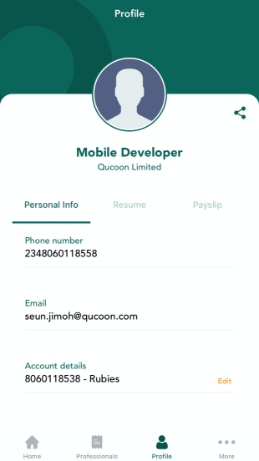 Profile
Mobile Developer
Qucoon Limited
Personal Info Resume Payslip
Phone number
2348060118558
Email
seun.jimoh@qucoon.com
Account details
8060118538 - Rubies
Edit
Home Professionals Profile More